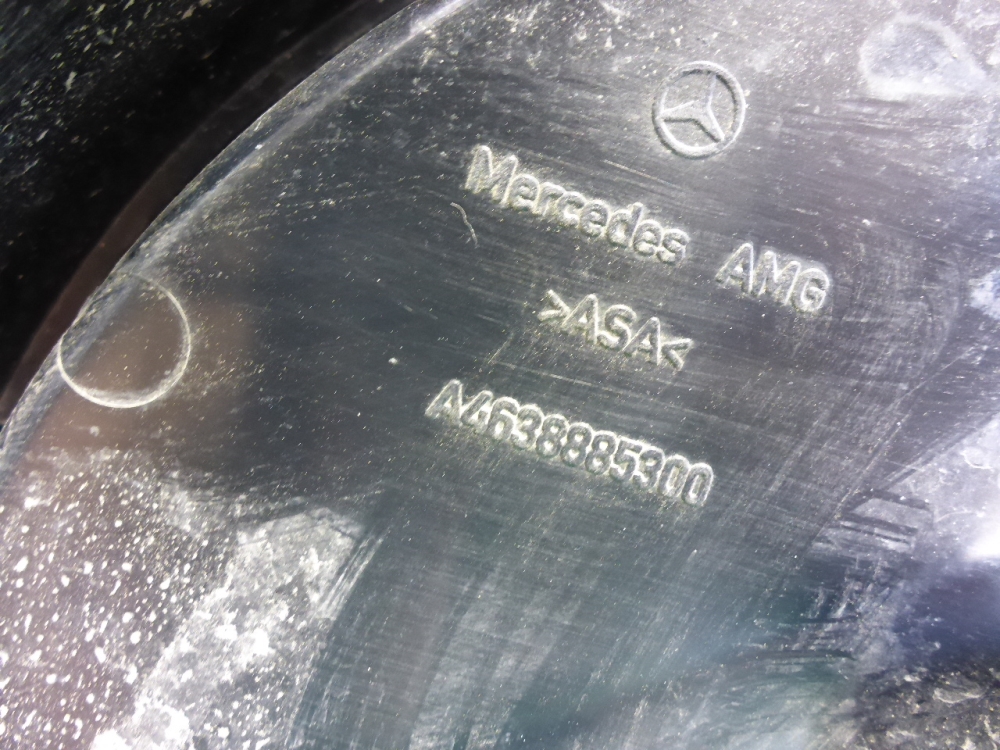 Mercedes AMG
>ASA<
A4638885300